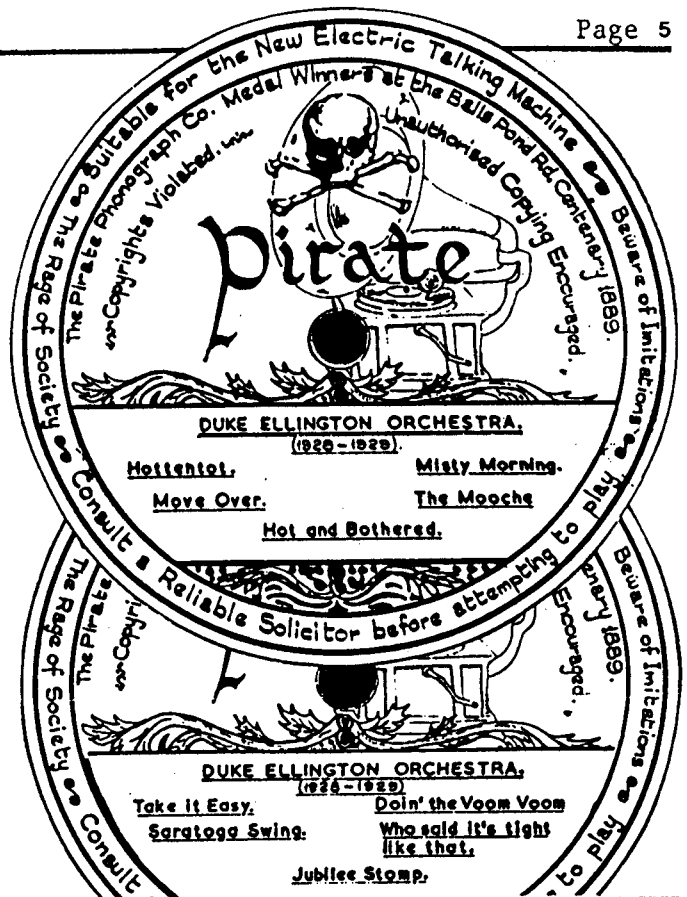 Page 5
Suitable for the New Electric Talking Machine ~ Beware of Imitations ~ Consult a Reliable Solicitor before attempting to play
The Rage of Society ~
The Pirate Phonograph Co. Medal Winners at the Balls Pond Rd, Centenary 1889.
Copyrights Violated.
Unauthorised Copying Encouraged.
Pirate
DUKE ELLINGTON ORCHESTRA.
(1928-1929).
Hottentot. Misty Morning.
Move Over. The Mooche
Hot and Bothered.
The Rage of Society ~ Consult
The Pirate
Copyri
enary 1889.
Encouraged.
Beware of Imitations ~
to play
DUKE ELLINGTON ORCHESTRA.
(1928-1929)
Take it Easy. Doin' the Voom Voom
Saratoga Swing. Who said it's tight
like that.
Jubilee Stomp.